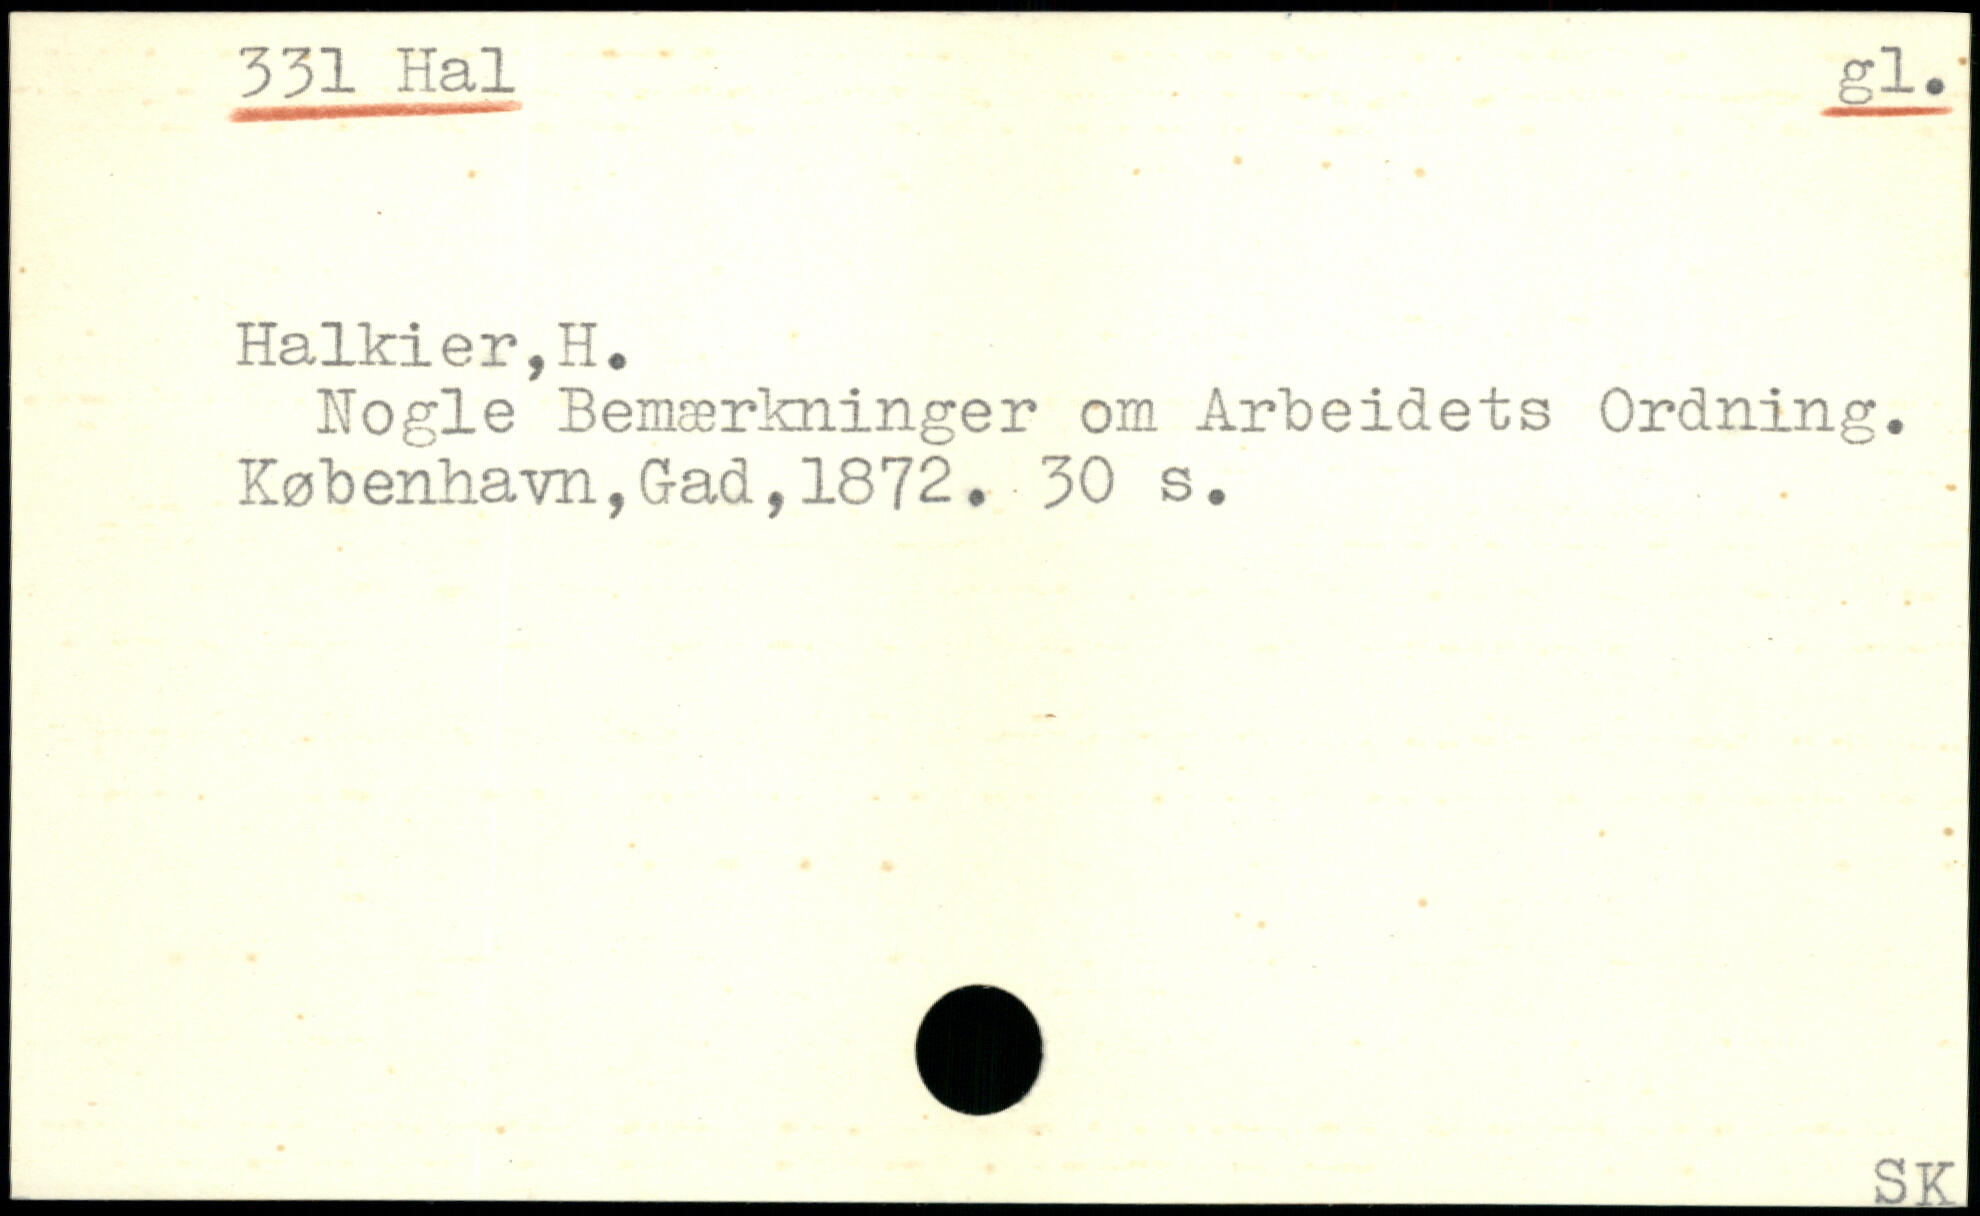 331 Hal gl.
Halkier,H.
Nogle Bemærkninger om Arbeidets Ordning.
København,Gad,1872. 30 s.
SK